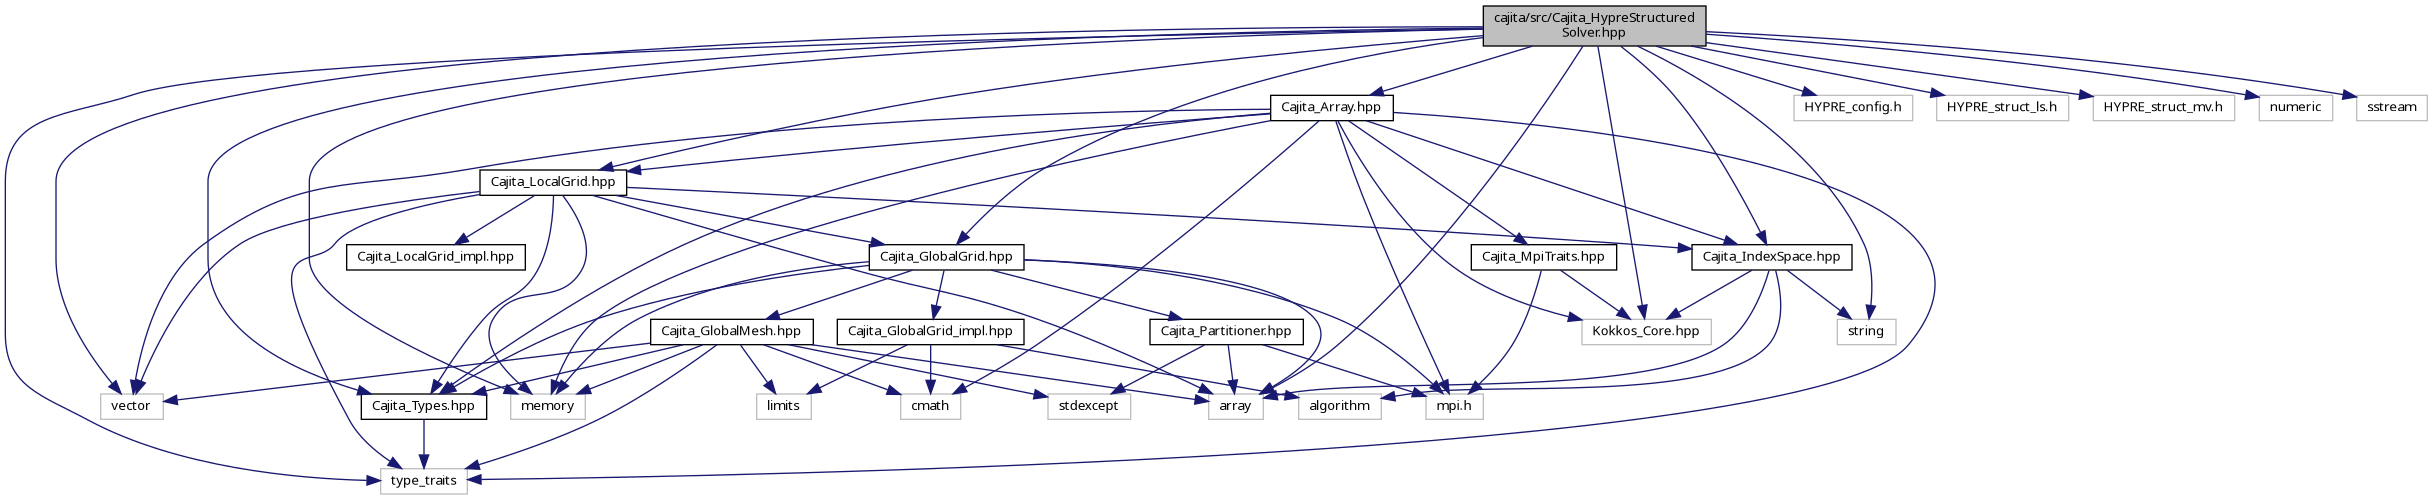 cajita/src/Cajita_HypreStructured
Solver.hpp
Cajita_Array.hpp
HYPRE_config.h
HYPRE_struct_ls.h
HYPRE_struct_mv.h
numeric
sstream
Cajita_LocalGrid.hpp
Cajita_LocalGrid_impl.hpp
Cajita_GlobalGrid.hpp
Cajita_MpiTraits.hpp
Cajita_IndexSpace.hpp
Cajita_GlobalMesh.hpp
Cajita_GlobalGrid_impl.hpp
Cajita_Partitioner.hpp
Kokkos_Core.hpp
string
vector
Cajita_Types.hpp
memory
limits
cmath
stdexcept
array
algorithm
mpi.h
type_traits